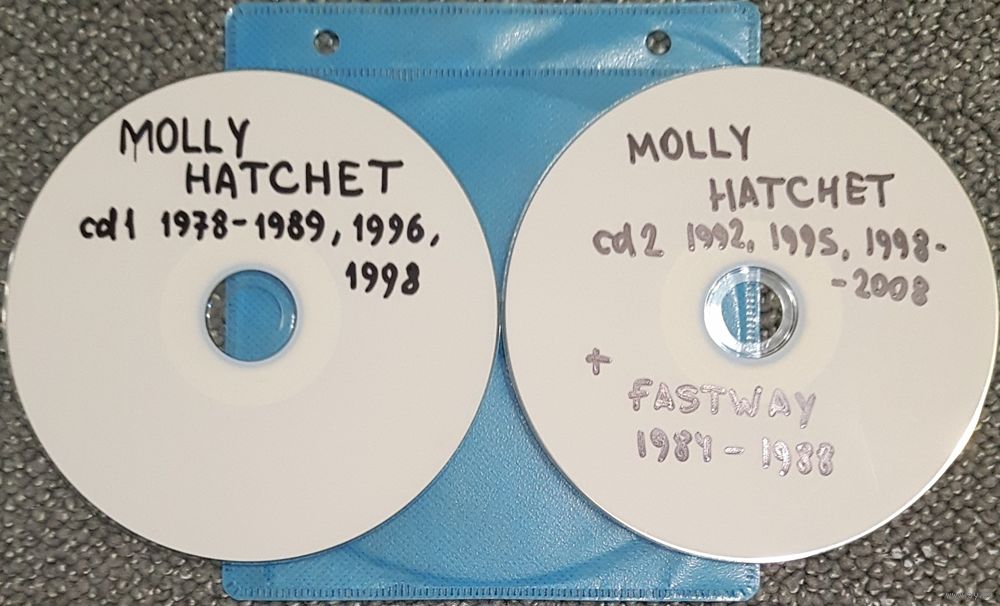 MOLLY
HATCHET
cd1 1978-1989, 1996,
1998
MOLLY
HATCHET
cd2 1992, 1995, 1998-
-2008
+
FASTWAY
1984-1988